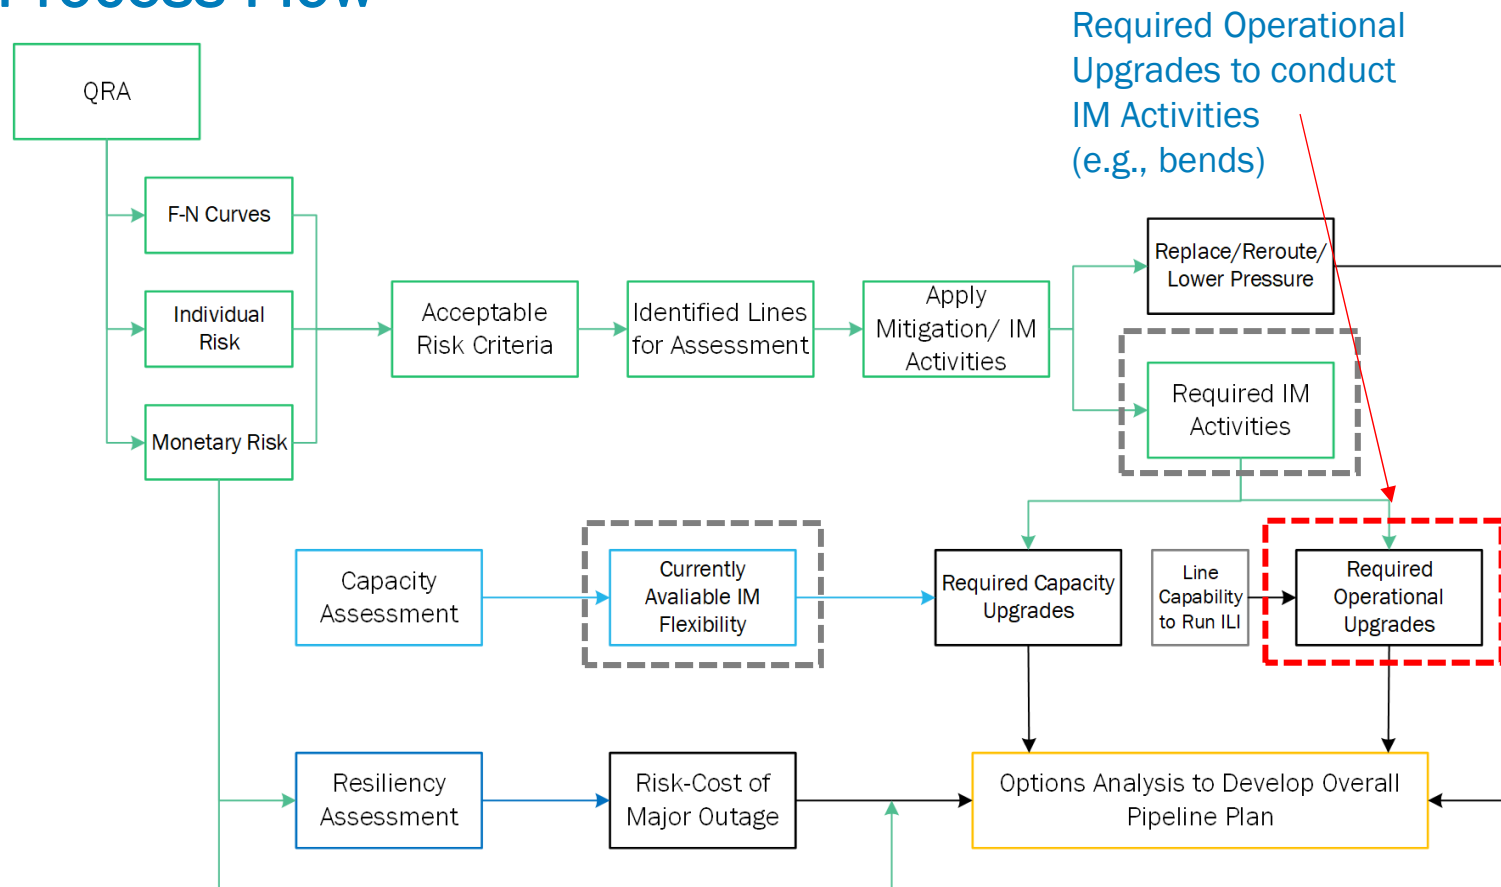 Process Flow
Required Operational
Upgrades to conduct
IM Activities
(e.g., bends)
QRA
F-N Curves
Individual
Risk
Monetary Risk
Acceptable
Risk Criteria
Identified Lines
for Assessment
Apply
Mitigation/ IM
Activities
Replace/Reroute/
Lower Pressure
Required IM
Activities
Capacity
Assessment
Currently
Avaliable IM
Flexibility
Required Capacity
Upgrades
Line
Capability
to Run ILI
Required
Operational
Upgrades
Resiliency
Assessment
Risk-Cost of
Major Outage
Options Analysis to Develop Overall
Pipeline Plan